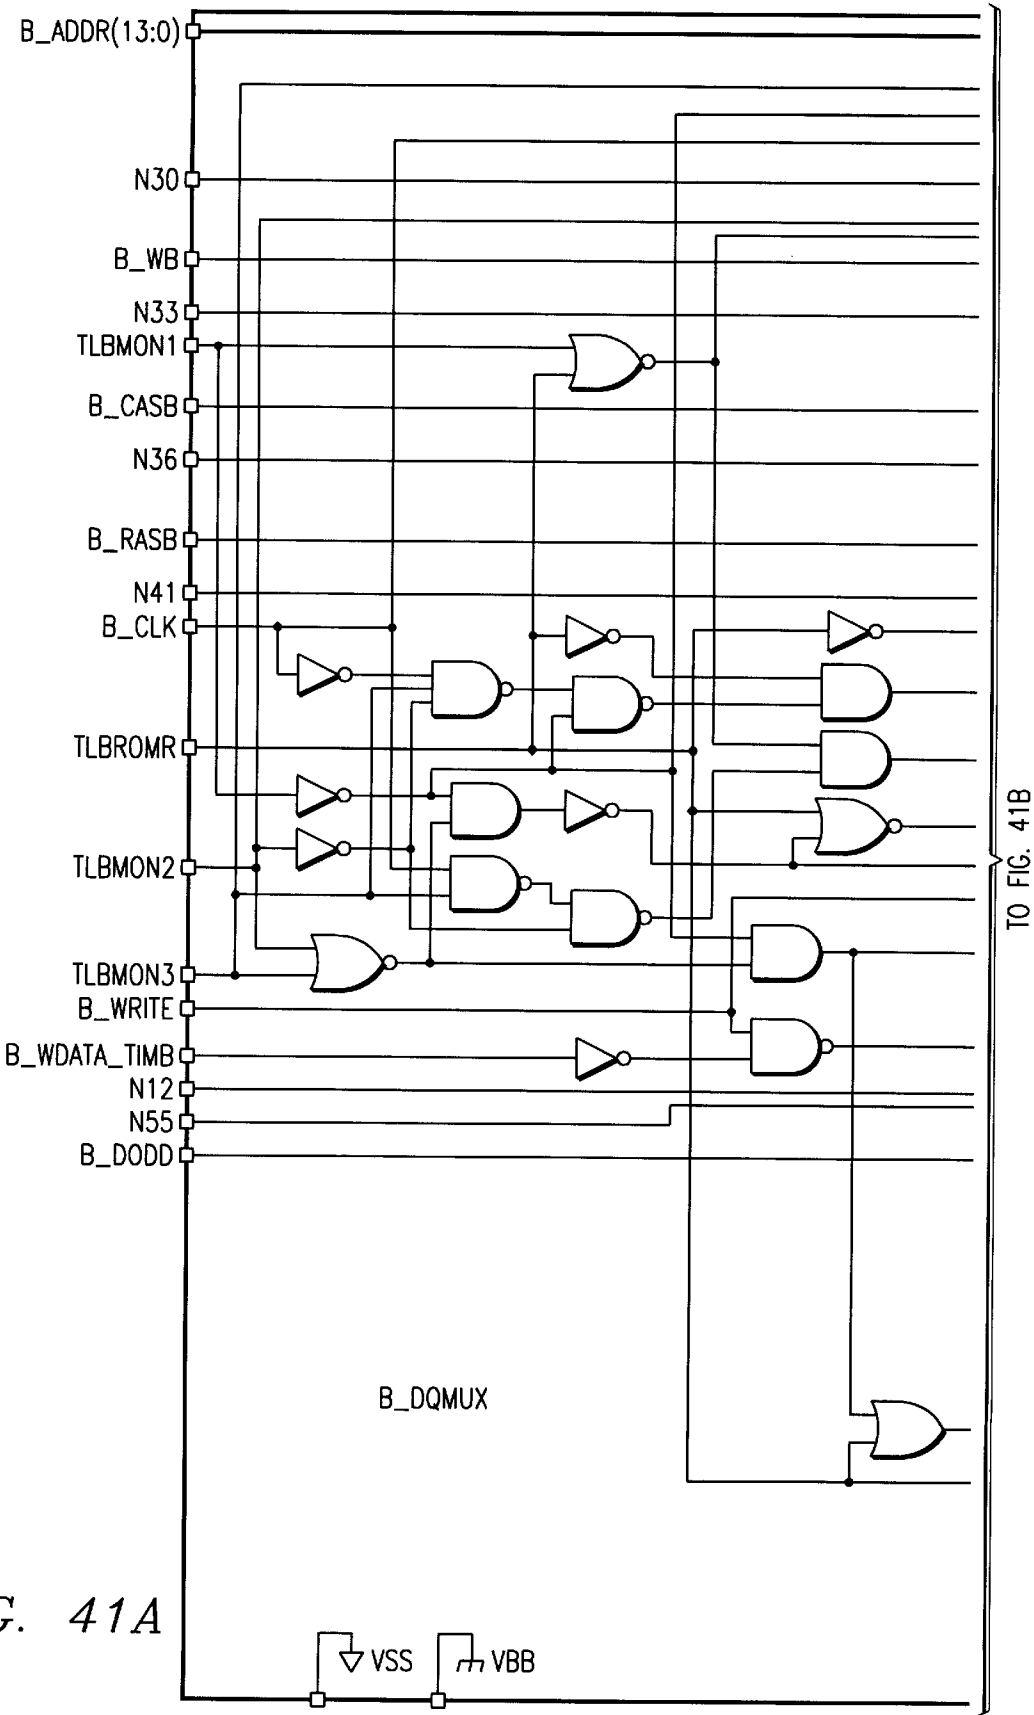 B_ADDR(13:0)
N30
B_WB
N33
TLBMON1
B_CASB
N36
B_RASB
N41
B_CLK
TLBROMR
TLBMON2
TLBMON3
B_WRITE
B_WDATA_TIMB
N12
N55
B_DODD
TO FIG. 41B
B_DQMUX
G. 41A
VSS
VBB